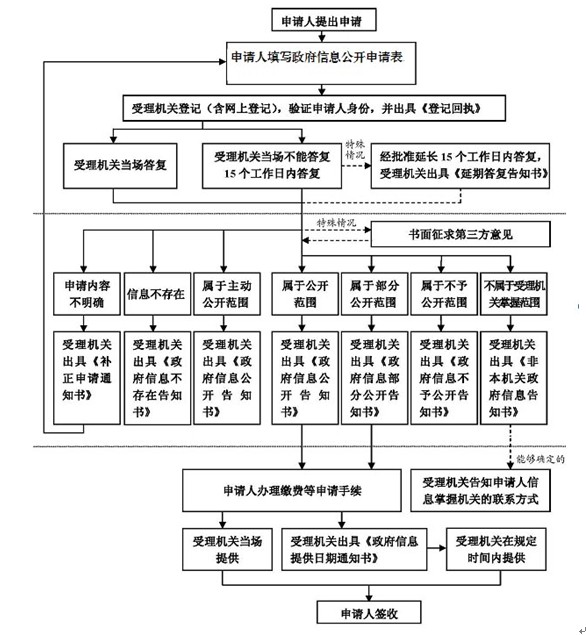 申请人提出申请
申请人填写政府信息公开申请表
受理机关登记（含网上登记），验证申请人身份，并出具《登记回执》
受理机关当场答复
受理机关当场不能答复
15个工作日内答复
特殊
情况
经批准延长15个工作日内答复，
受理机关出具《延期答复告知书》
特殊情况
书面征求第三方意见
申请内容
不明确
信息不存在
属于主动
公开范围
属于公开
范围
属于部分
公开范围
属于不予
公开范围
不属于受理机
关掌握范围
受理机关
出具《补
正申请通
知书》
受理机关
出具《政
府信息不
存在告知
书》
受理机关
出具《政
府信息公
开告知
书》
受理机关
出具《政
府信息公
开告知
书》
受理机关
出具《政
府信息部
分公开告
知书》
受理机关
出具《政
府信息不
予公开告
知书》
受理机关
出具《非
本机关政
府信息告
知书》
能够确定的
申请人办理缴费等申请手续
受理机关告知申请人信
息掌握机关的联系方式
受理机关当场
提供
受理机关出具《政府信息
提供日期通知书》
受理机关在规定
时间内提供
申请人签收